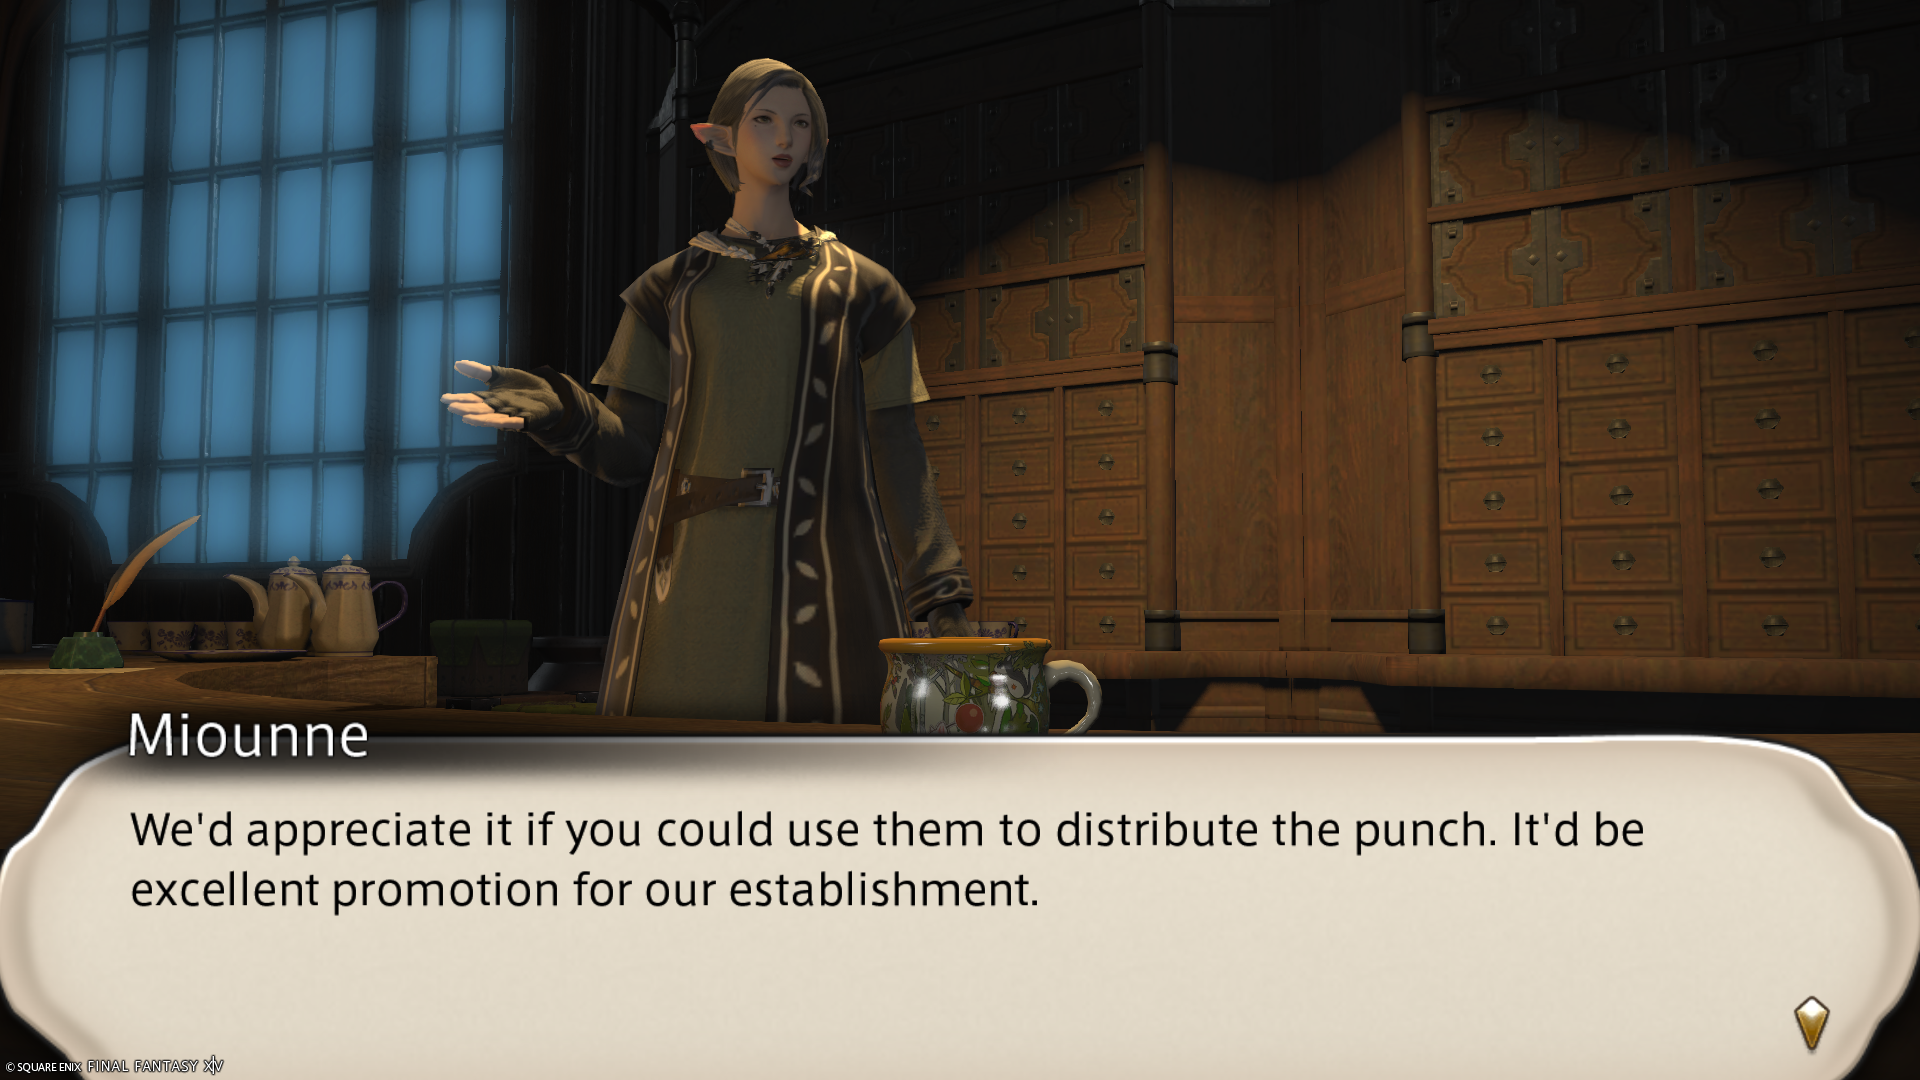 Miounne
We'd appreciate it if you could use them to distribute the punch. It'd be
excellent promotion for our establishment.
© SQUARE ENIX FINAL FANTASY XIV